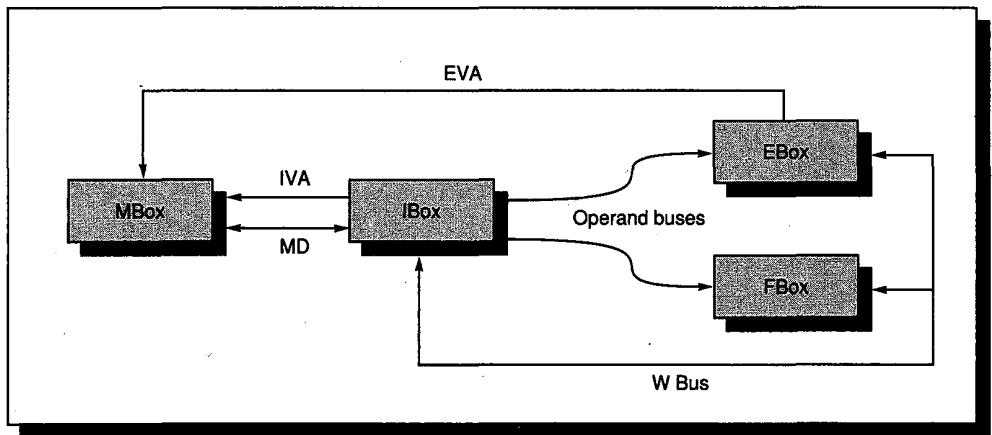 EVA
EBox
IVA
MBox
IBox
Operand buses
MD
FBox
W Bus